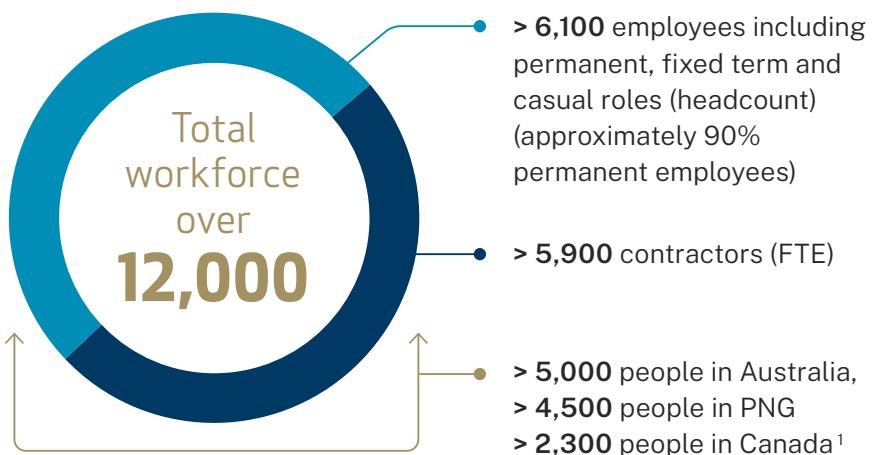 Total
workforce
over
12,000
> 6,100 employees including
permanent, fixed term and
casual roles (headcount)
(approximately 90%
permanent employees)
> 5,900 contractors (FTE)
> 5,000 people in Australia,
> 4,500 people in PNG
> 2,300 people in Canada¹